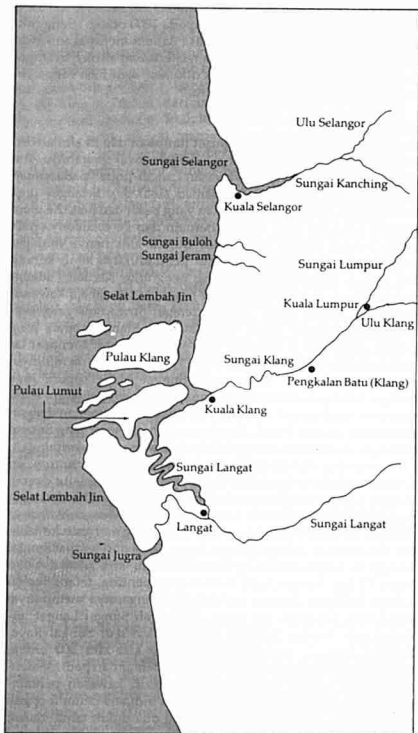 Ulu Selangor
Sungai Selangor
Sungai Kanching
Kuala Selangor
Sungai Buloh
Sungai Jeram
Sungai Lumpur
Selat Lembah Jin
Kuala Lumpur
Ulu Klang
Pulau Klang
Sungai Klang
Pengkalan Batu (Klang)
Pulau Lumut
Kuala Klang
Sungai Langat
Selat Lembah Jin
Langat
Sungai Langat
Sungai Jugra